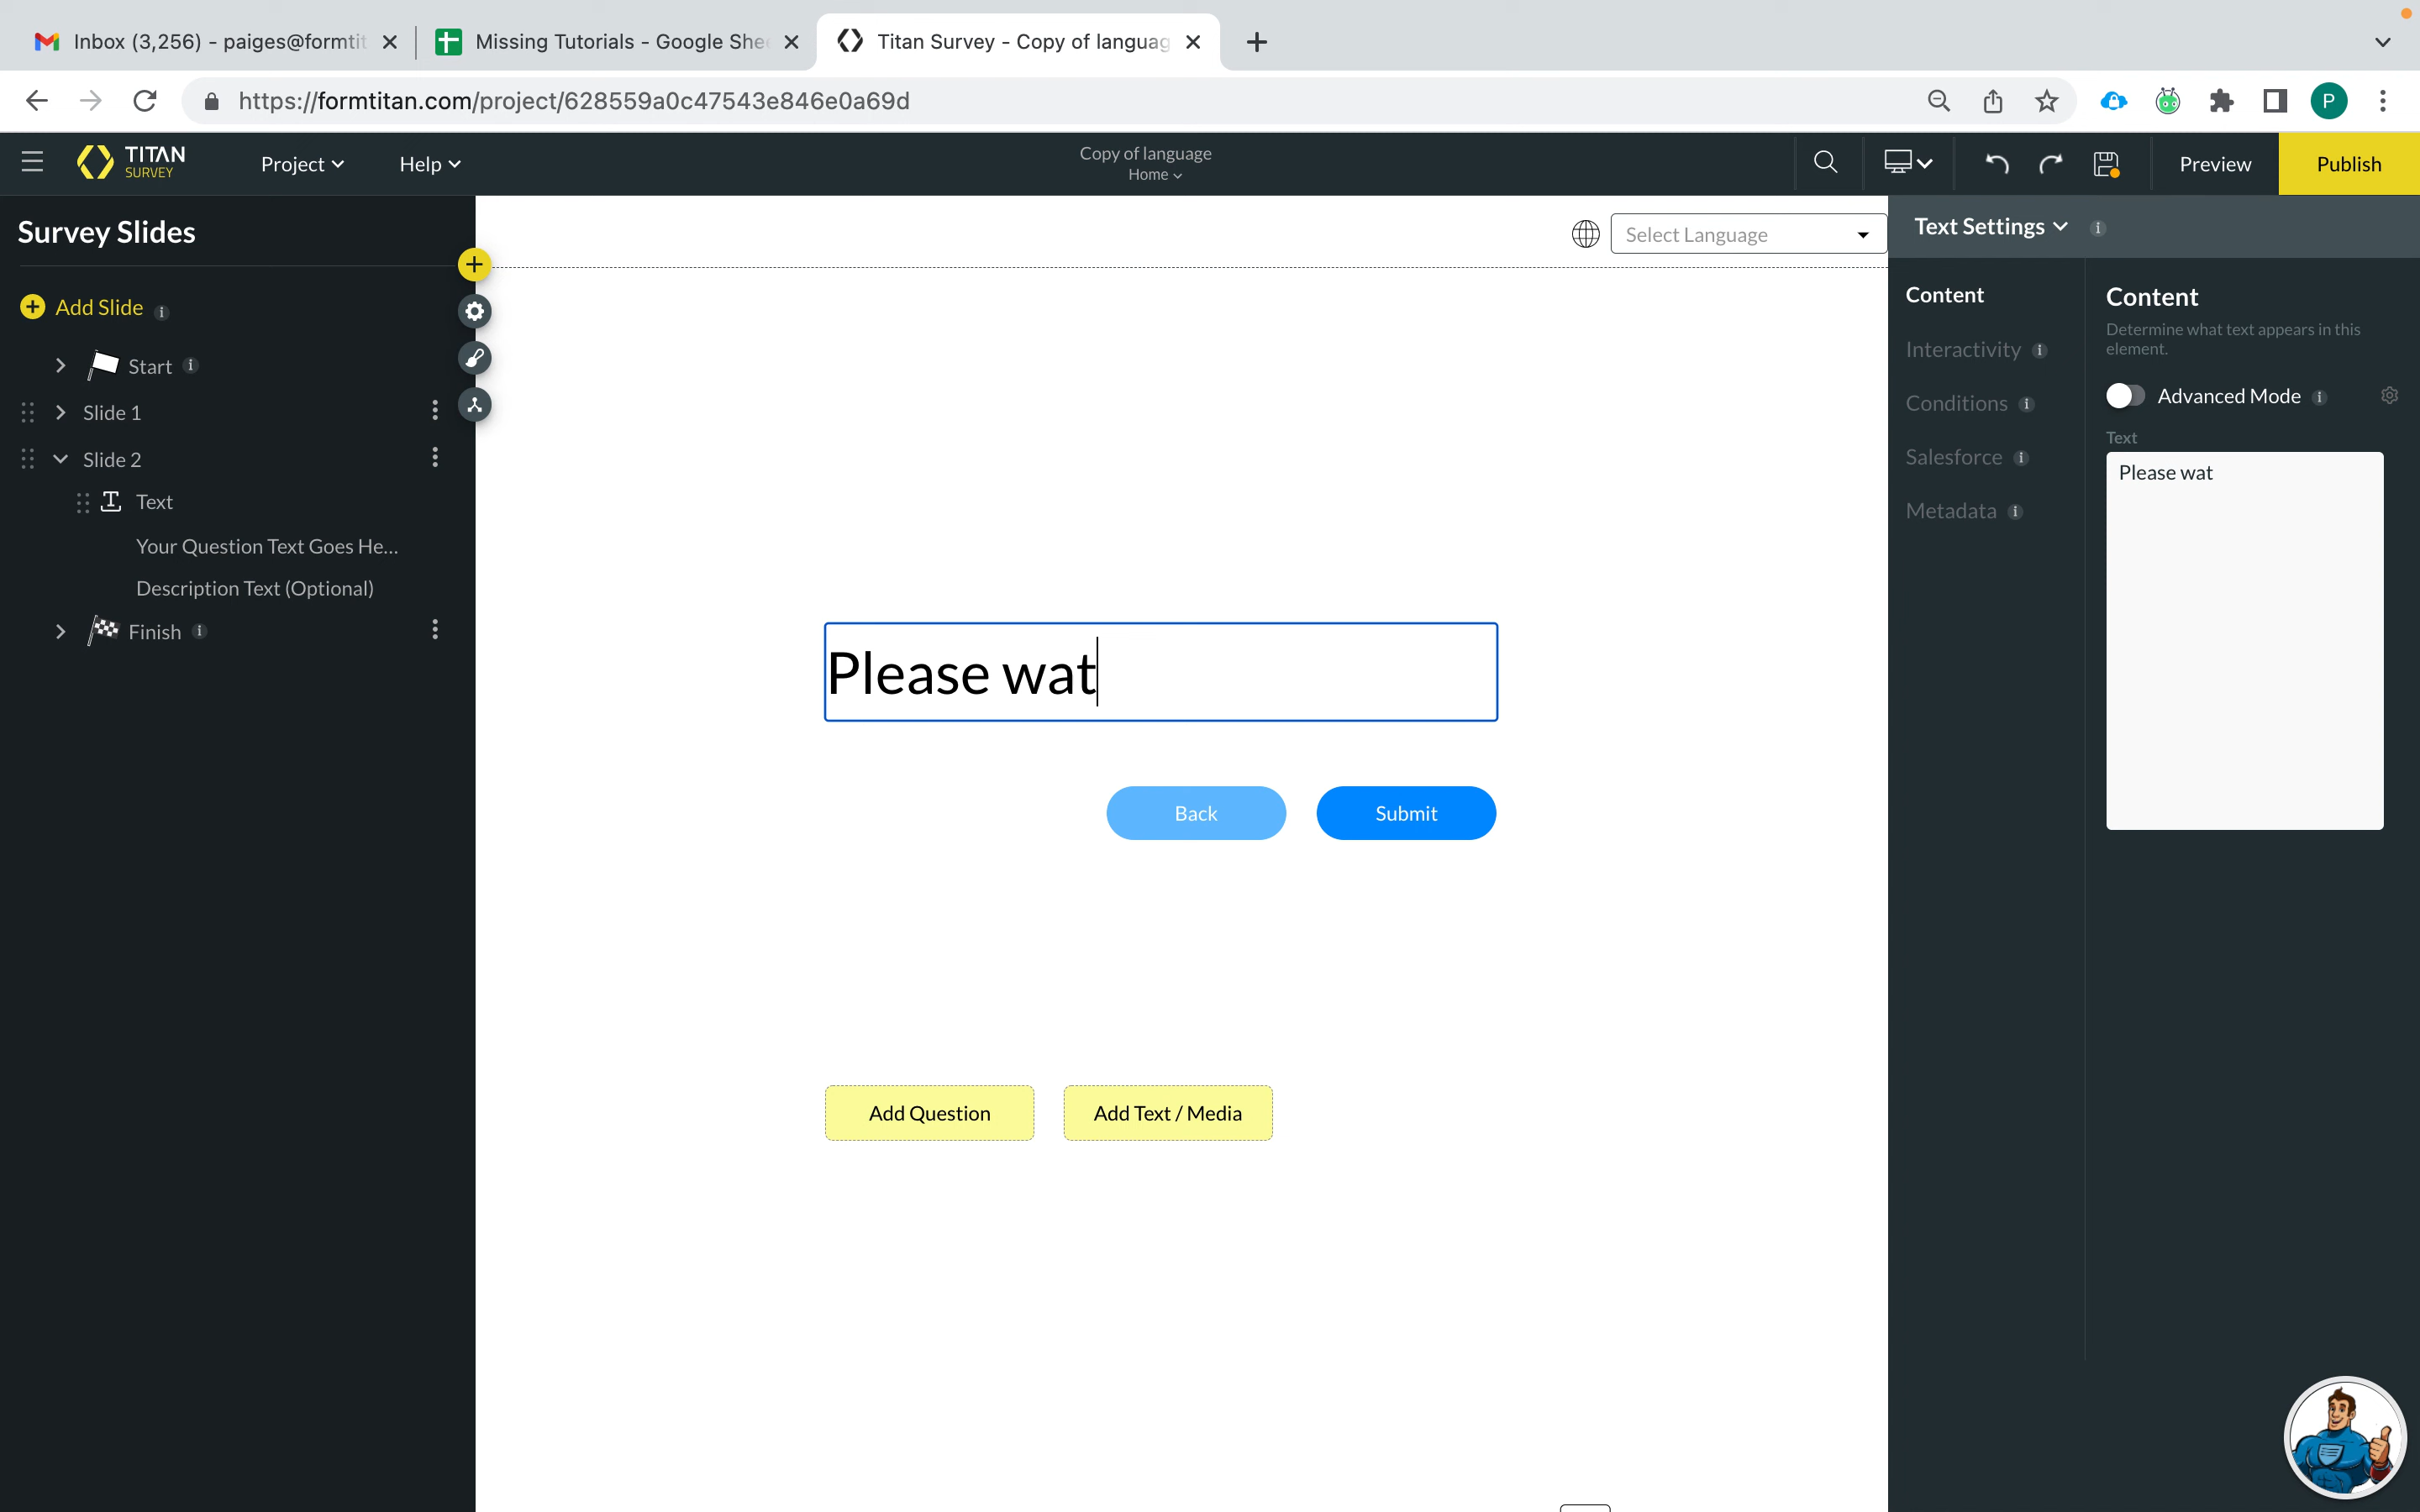 Inbox (3,256) - paiges@formtit
Missing Tutorials - Google She
Titan Survey - Copy of languag
https://formtitan.com/project/628559a0c47543e846e0a69d
P
TITAN
SURVEY
Project
Help
Copy of language
Home
Preview
Publish
Survey Slides
Add Slide
Start
Slide 1
Slide 2
Text
Your Question Text Goes He...
Description Text (Optional)
Finish
Select Language
Please wat
Back
Submit
Add Question
Add Text / Media
Text Settings
Content
Interactivity
Conditions
Salesforce
Metadata
Content
Determine what text appears in this
element.
Advanced Mode
Text
Please wat